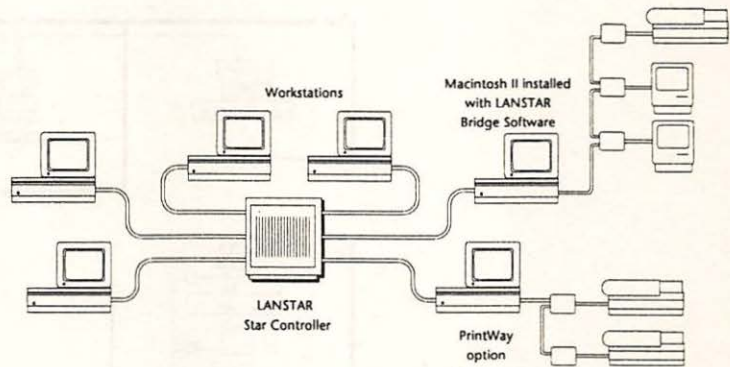 Workstations
Macintosh II installed
with LANSTAR
Bridge Software
LANSTAR
Star Controller
PrintWay
option